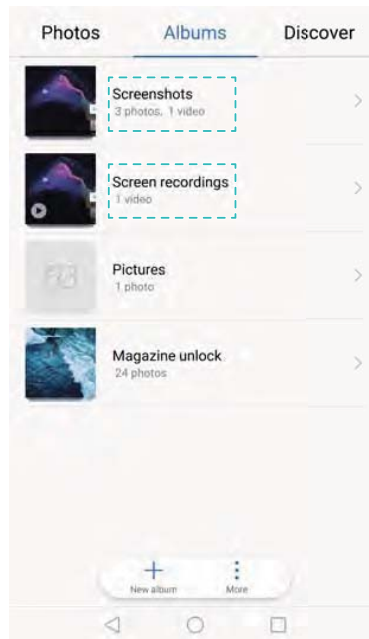 Photos Albums Discover
Screenshots
3 photos, 1 video
Screen recordings
1 video
Pictures
1 photo
Magazine unlock
24 photos
New album More